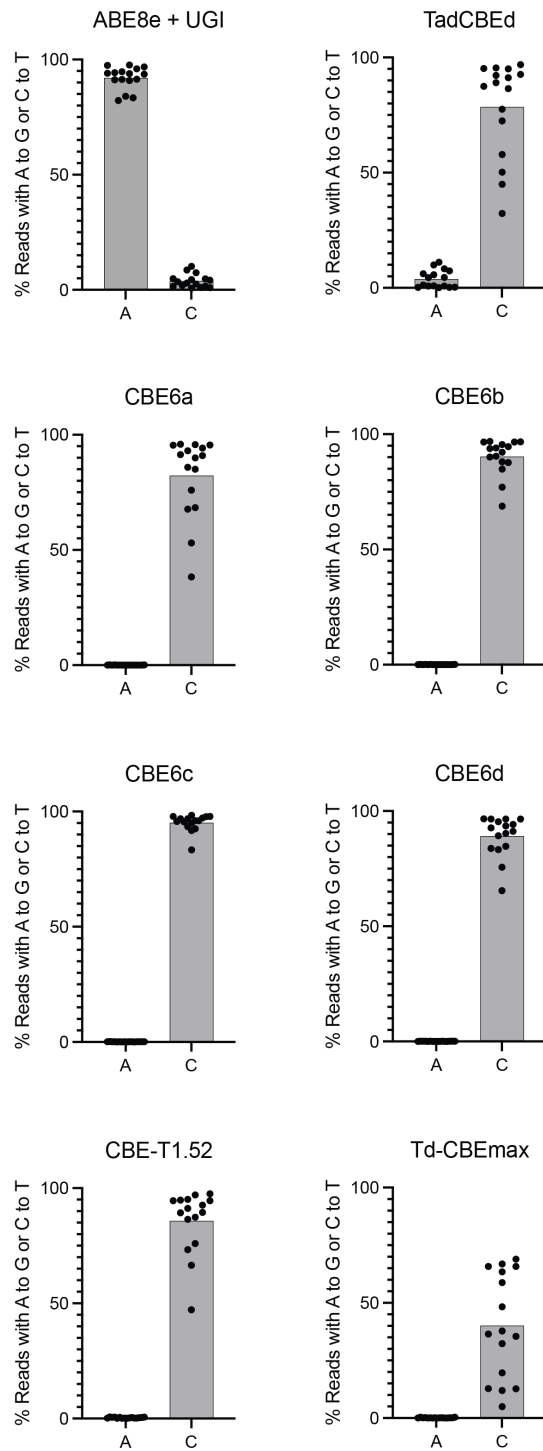 ABE8e + UGI
% Reads with A to G or C to T
100
50
0
A C
TadCBEd
% Reads with A to G or C to T
100
50
0
A C
CBE6a
% Reads with A to G or C to T
100
50
0
A C
CBE6b
% Reads with A to G or C to T
100
50
0
A C
CBE6c
% Reads with A to G or C to T
100
50
0
A C
CBE6d
% Reads with A to G or C to T
100
50
0
A C
CBE-T1.52
% Reads with A to G or C to T
100
50
0
A C
Td-CBEmax
% Reads with A to G or C to T
100
50
0
A C